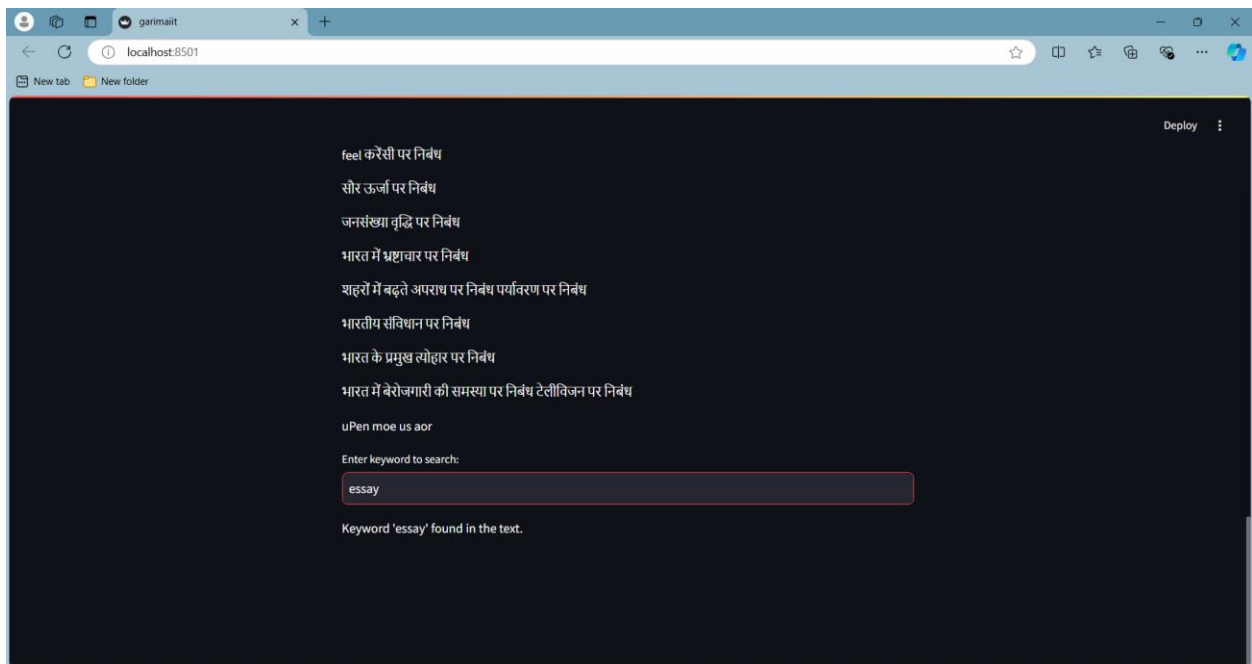 garimaiit
localhost:8501
New tab New folder
Deploy
feel करेंसी पर निबंध
सोर ऊर्जा पर निबंध
जनसंख्या वृद्धि पर निबंध
भारत में भ्रष्टाचार पर निबंध
शहरों में बढ़ते अपराध पर निबंध पर्यावरण पर निबंध
भारतीय संविधान पर निबंध
भारत के प्रमुख त्योहार पर निबंध
भारत में बेरोजगारी की समस्या पर निबंध टेलीविजन पर निबंध
uPen moe us aor
Enter keyword to search:
essay
Keyword 'essay' found in the text.